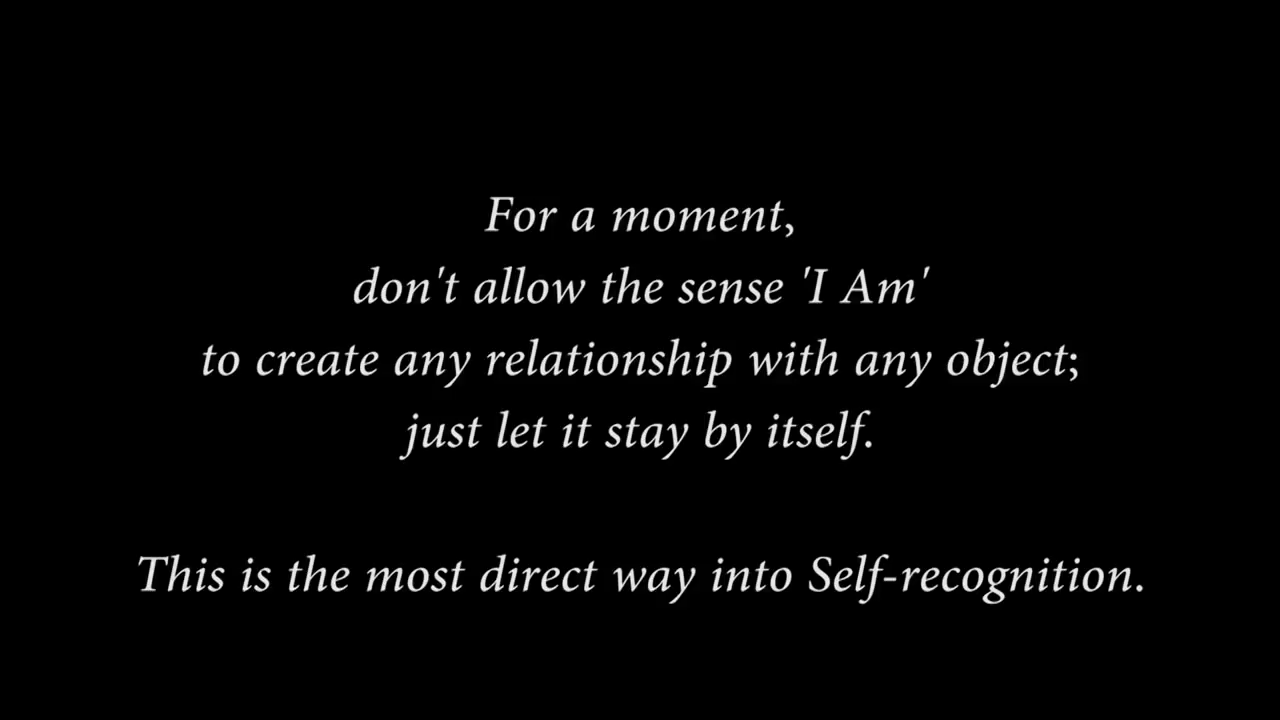 For a moment,
don't allow the sense 'I Am'
to create any relationship with any object;
just let it stay by itself.
This is the most direct way into Self-recognition.